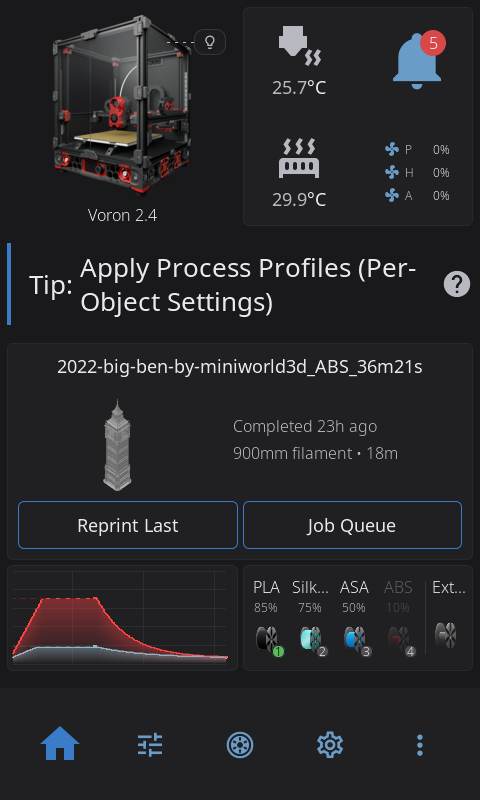 5
25.7°C
P 0%
H 0%
29.9°C
A 0%
Voron 2.4
Tip: Apply Process Profiles (Per-
Object Settings)
?
2022-big-ben-by-miniworld3d_ABS_36m21s
Completed 23h ago
900mm filament • 18m
Reprint Last
Job Queue
PLA Silk... ASA ABS Ext...
85% 75% 50% 10%
1 2 3 4